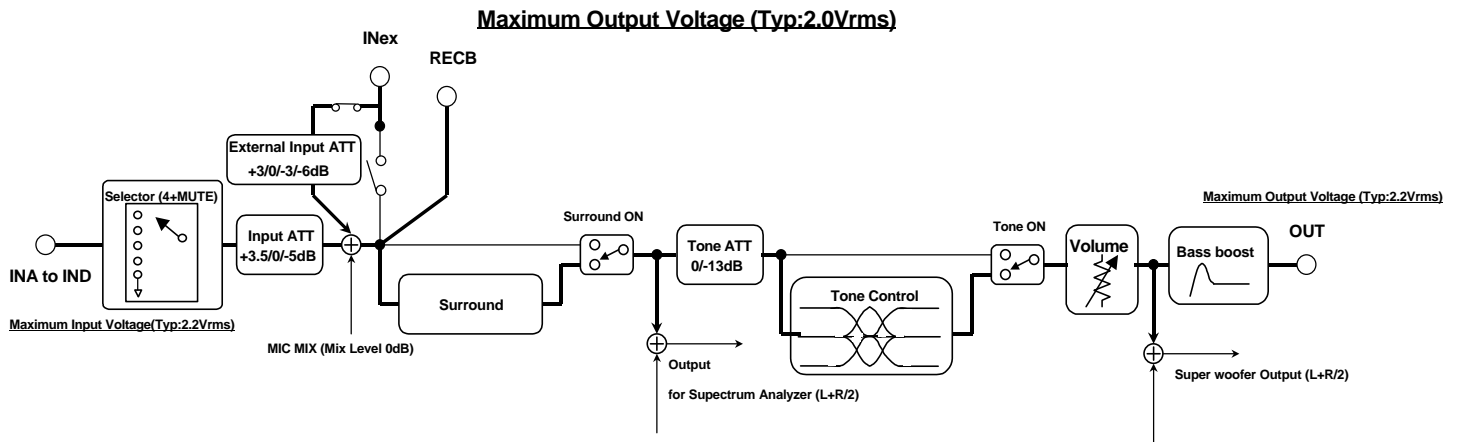 Maximum Output Voltage (Typ:2.0Vrms)
INex
RECB
External Input ATT
+3/0/-3/-6dB
Selector (4+MUTE)
Input ATT
+3.5/0/-5dB
INA to IND
Maximum Input Voltage(Typ:2.2Vrms)
MIC MIX (Mix Level 0dB)
Surround
Surround ON
Output
for Supectrum Analyzer (L+R/2)
Tone ATT
0/-13dB
Tone Control
Tone ON
Volume
Maximum Output Voltage (Typ:2.2Vrms)
Bass boost
OUT
Super woofer Output (L+R/2)